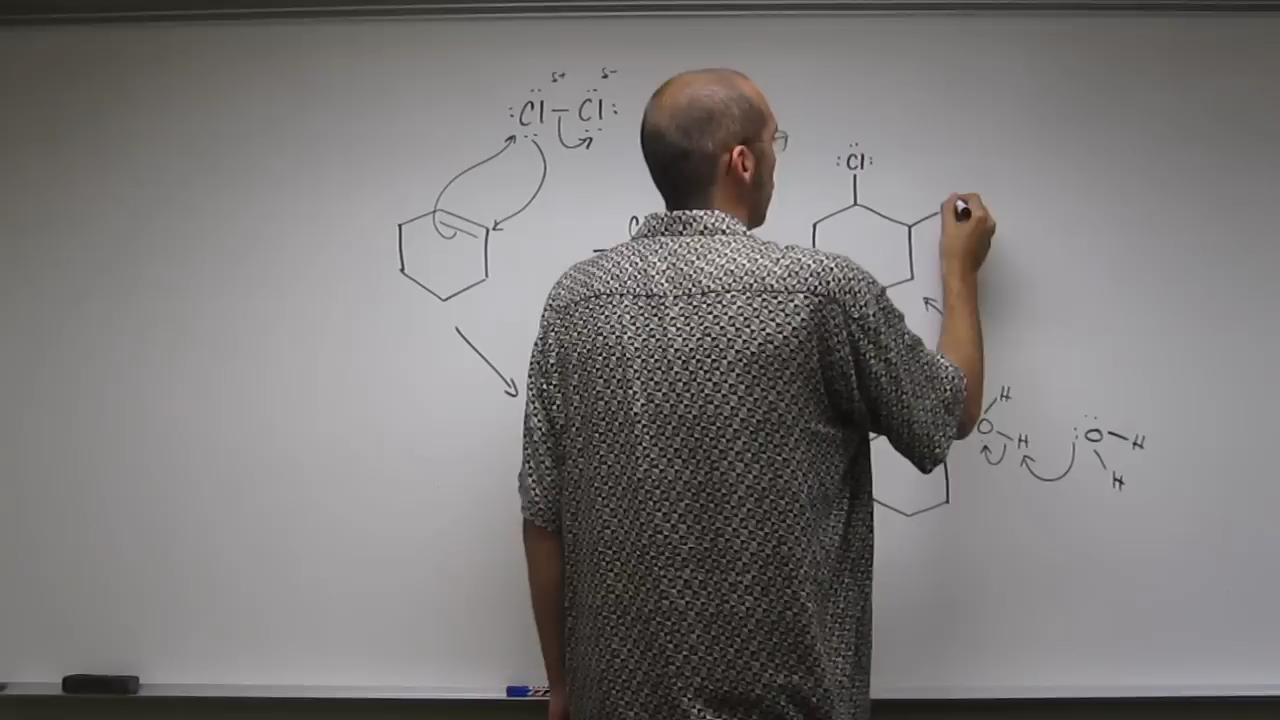 δ+ δ-
:Cl - Cl:
:Cl:
H
O H
:O - H
H